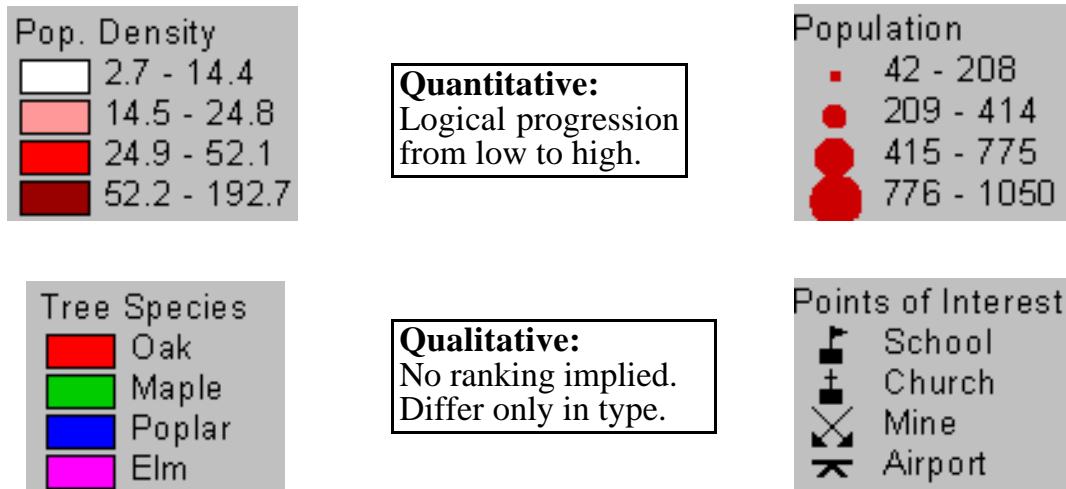 Pop. Density
2.7 - 14.4
14.5 - 24.8
24.9 - 52.1
52.2 - 192.7
Quantitative:
Logical progression
from low to high.
Population
42 - 208
209 - 414
415 - 775
776 - 1050
Tree Species
Oak
Maple
Poplar
Elm
Qualitative:
No ranking implied.
Differ only in type.
Points of Interest
School
Church
Mine
Airport